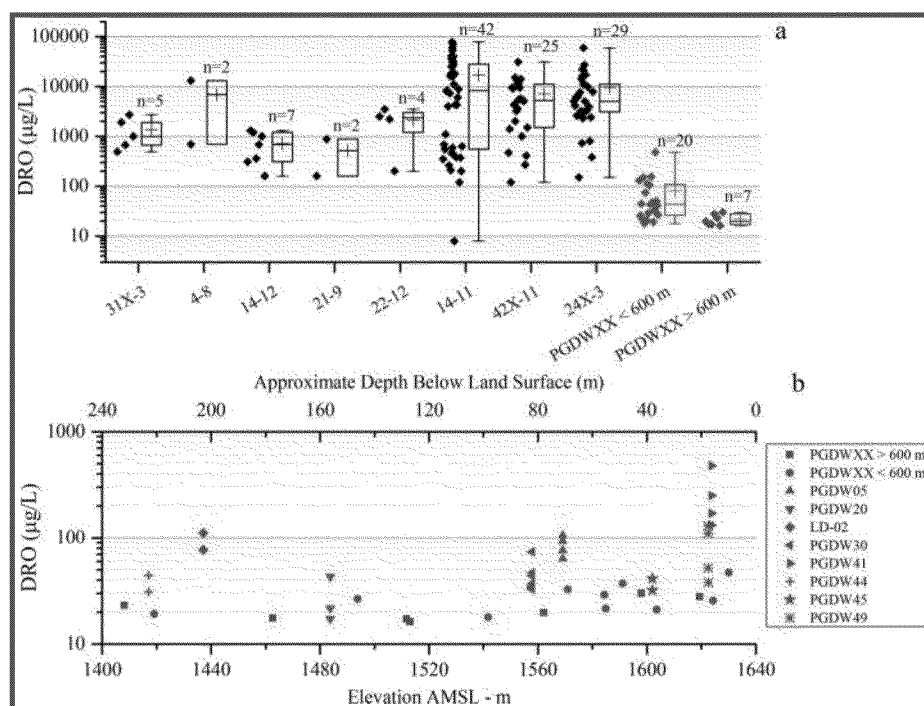 a
n=42
n=25
n=29
n=5
n=2
n=7
n=2
n=4
n=20
n=7
100000
10000
1000
100
10
DRO (µg/L)
31X-3
4-8
14-12
21-9
22-12
14-11
42X-11
24X-3
PGDWXX < 600 m
PGDWXX > 600 m
b
Approximate Depth Below Land Surface (m)
240 200 160 120 80 40 0
1000
100
10
DRO (µg/L)
1400 1440 1480 1520 1560 1600 1640
Elevation AMSL - m
PGDWXX > 600 m
PGDWXX < 600 m
PGDW05
PGDW20
LD-02
PGDW30
PGDW41
PGDW44
PGDW45
PGDW49